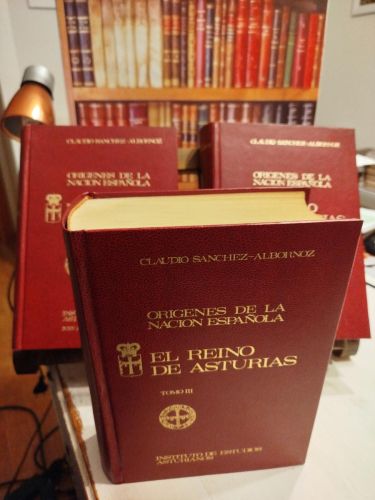 CLAUDIO SANCHEZ-ALBORNOZ
ORIGENES DE LA
NACION ESPAÑOLA
CLAUDIO SANCHEZ-ALBORNOZ
ORIGENES DE LA
NACION ESPAÑOLA
CLAUDIO SANCHEZ-ALBORNOZ
ORIGENES DE LA
NACION ESPAÑOLA
EL REINO
DE ASTURIAS
TOMO III
INSTITUTO DE ESTUDIOS
ASTURIANOS